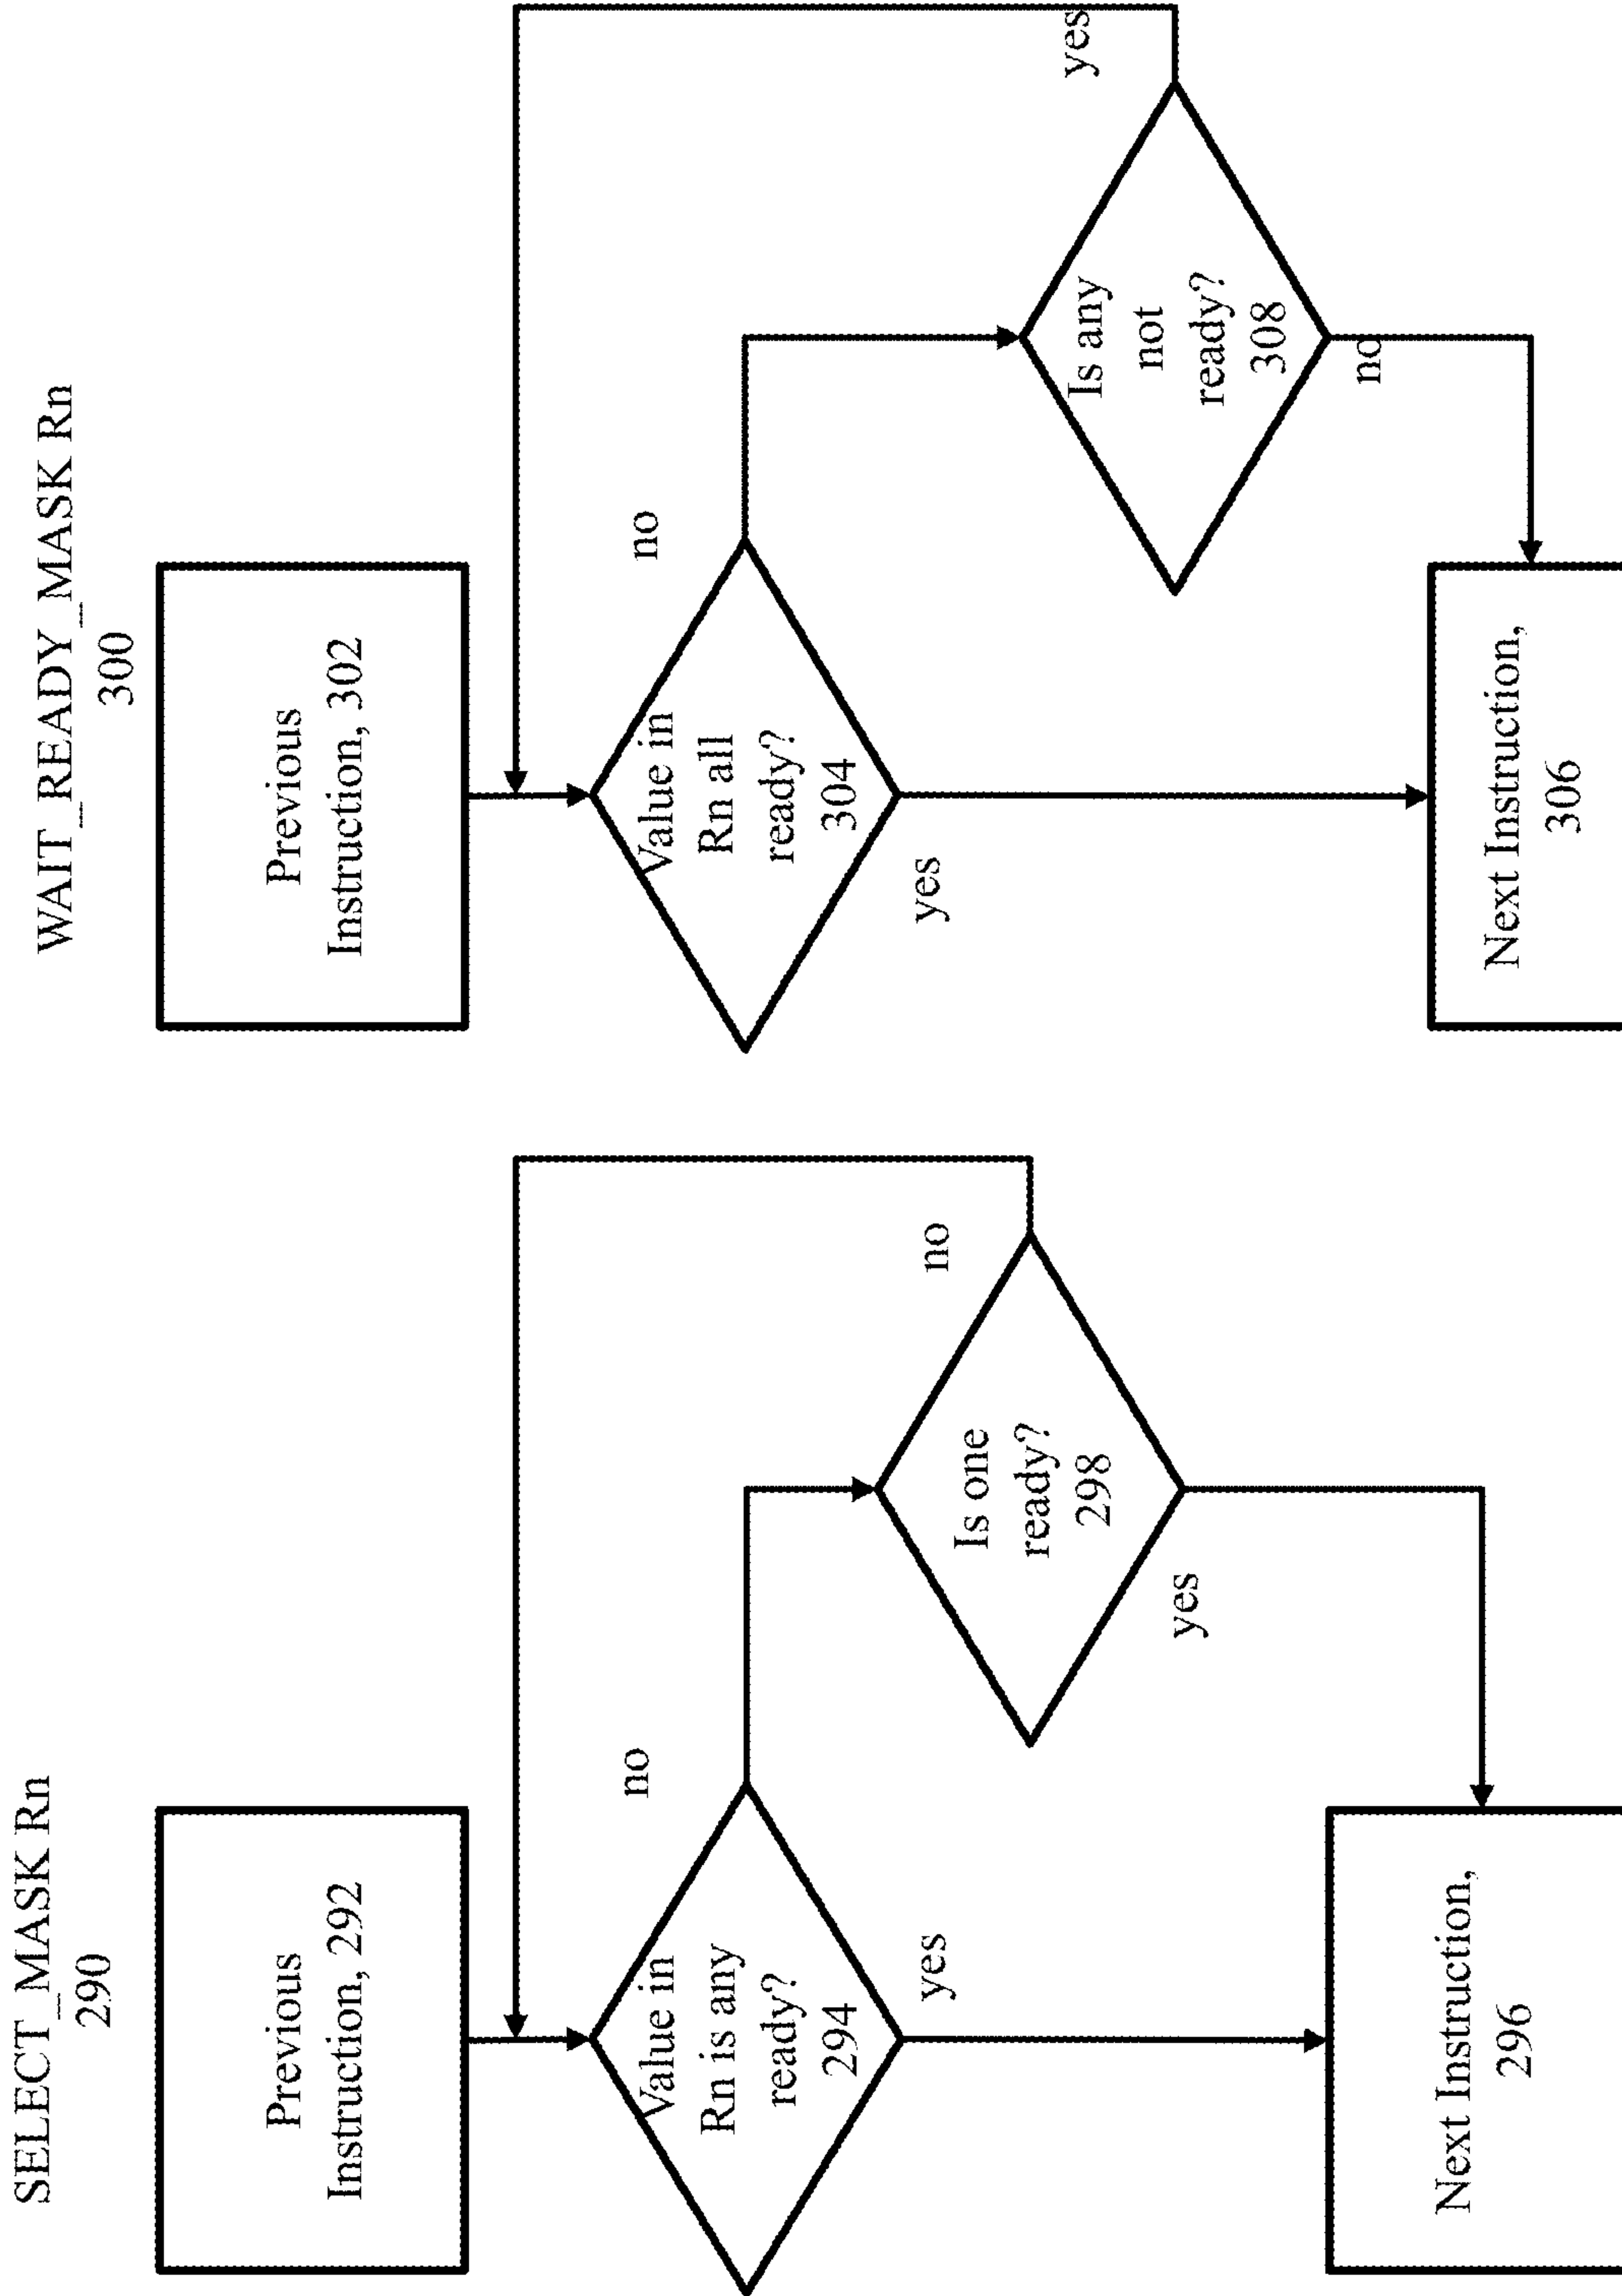 SELECT_MASK Rn
290
Previous
Instruction, 292
Value in
Rn is any
ready?
294
no
yes
Is one
ready?
298
no
yes
Next Instruction,
296
WAIT_READY_MASK Rn
300
Previous
Instruction, 302
Value in
Rn all
ready?
304
no
yes
Is any
not
ready?
308
yes
no
Next Instruction,
306